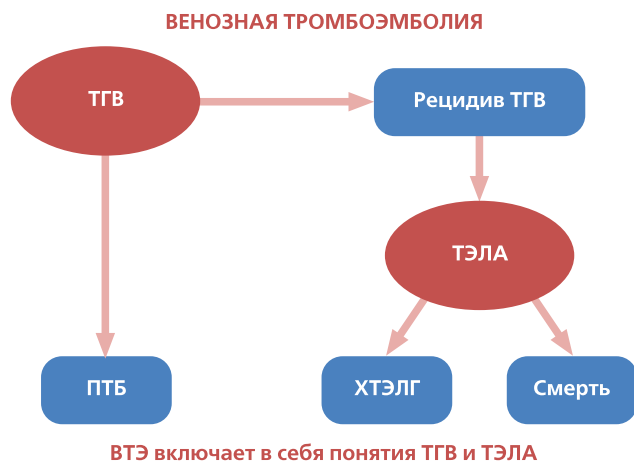 ВЕНОЗНАЯ ТРОМБОЭМБОЛИЯ
ТГВ
Рецидив ТГВ
ТЭЛА
ПТБ
ХТЭЛГ
Смерть
ВТЭ включает в себя понятия ТГВ и ТЭЛА